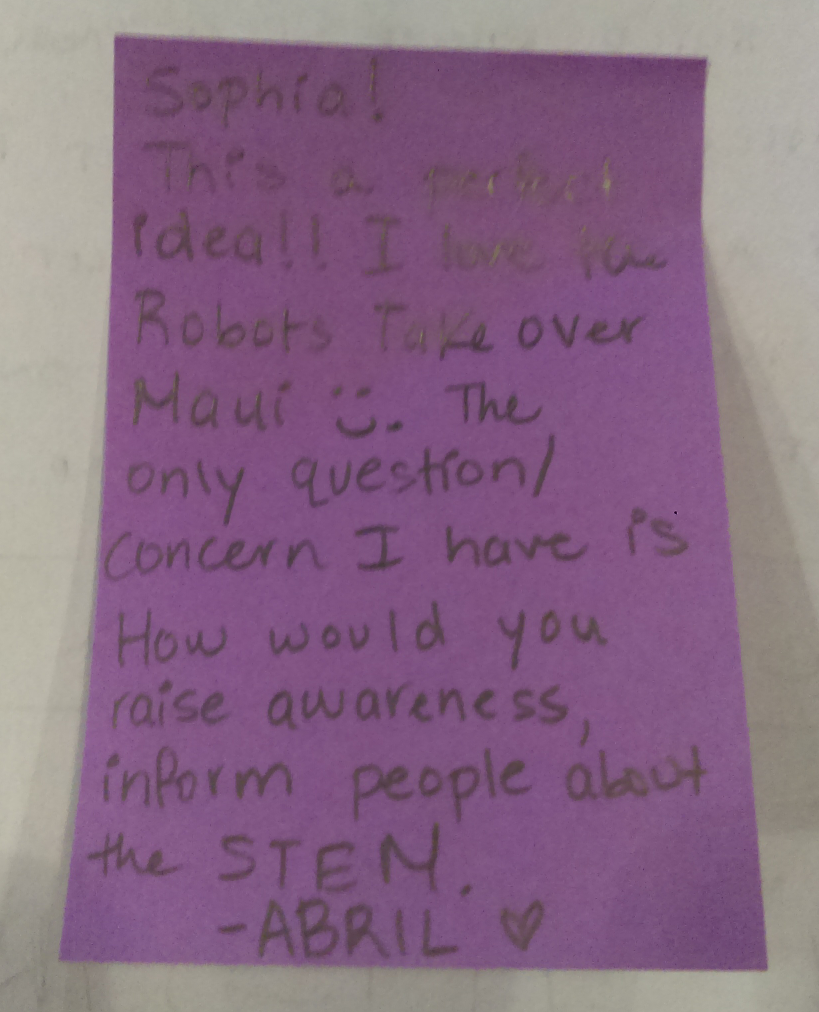 Sophia!
This a perfect
idea!! I love the
Robots Take over
Maui ಁ. The
only question/
concern I have is
How would you
raise awareness,
inform people about
the STEM.
-ABRIL ♡